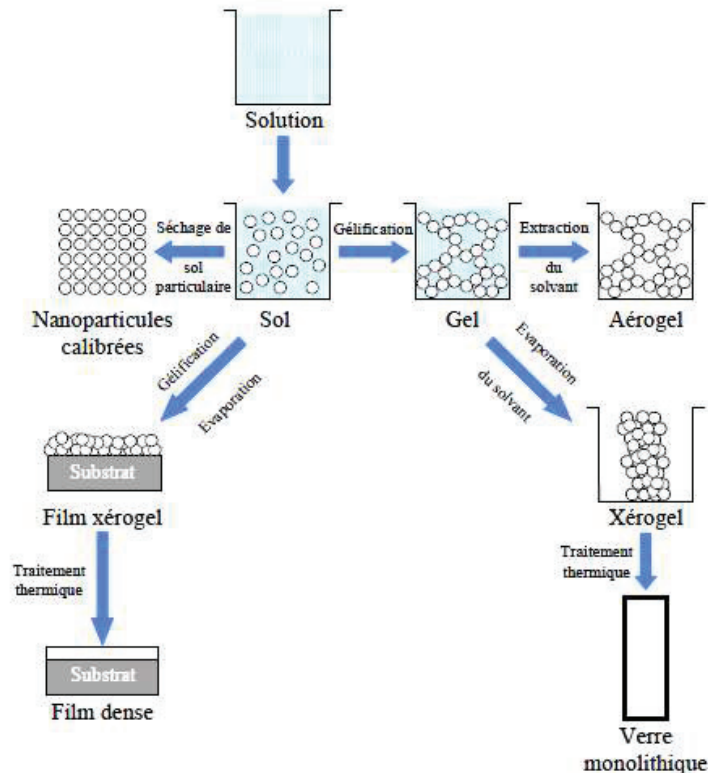 Solution
Séchage de
sol
particulaire
Gélification
Extraction
du
solvant
Nanoparticules
calibrées
Sol
Gel
Aérogel
Gélification
Evaporation
Evaporation
du solvant
Substrat
Film xérogel
Xérogel
Traitement
thermique
Traitement
thermique
Substrat
Film dense
Verre
monolithique